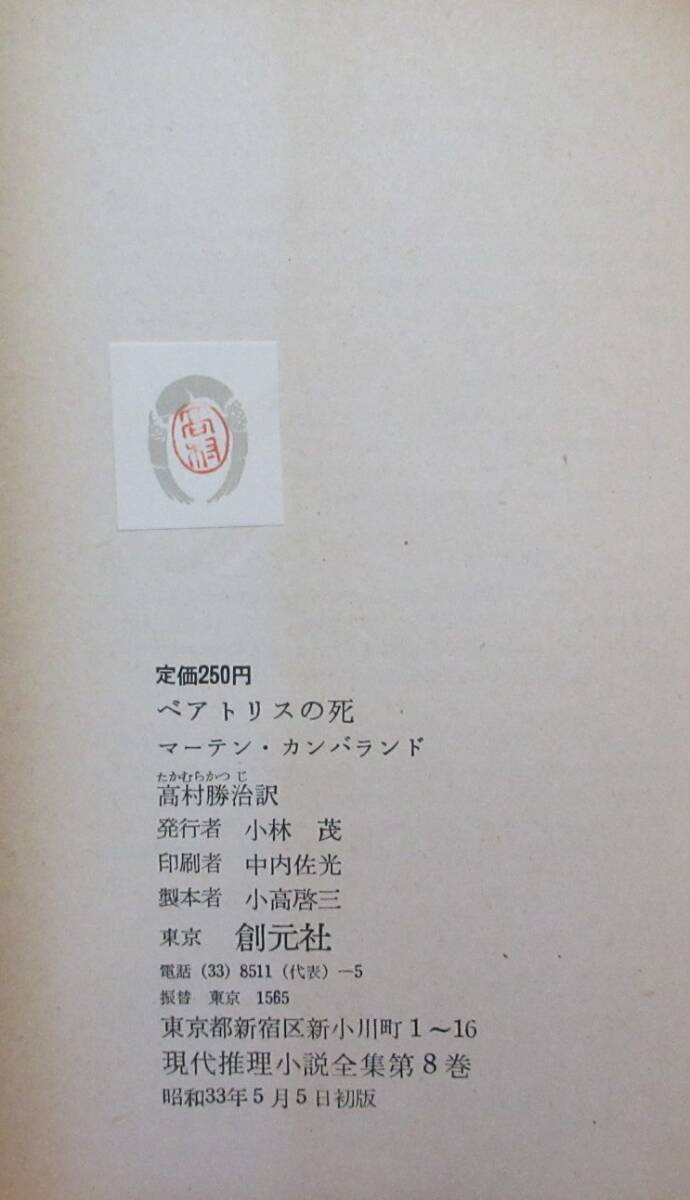 高村
定価250円
ベアトリスの死
マーテン・カンバランド
たかむらかつじ
高村勝治訳
発行者 小林 茂
印刷者 中内佐光
製本者 小高啓三
東京 創元社
電話 (33) 8511 (代表) —5
振替 東京 1565
東京都新宿区新小川町1〜16
現代推理小説全集第8巻
昭和33年5月5日初版